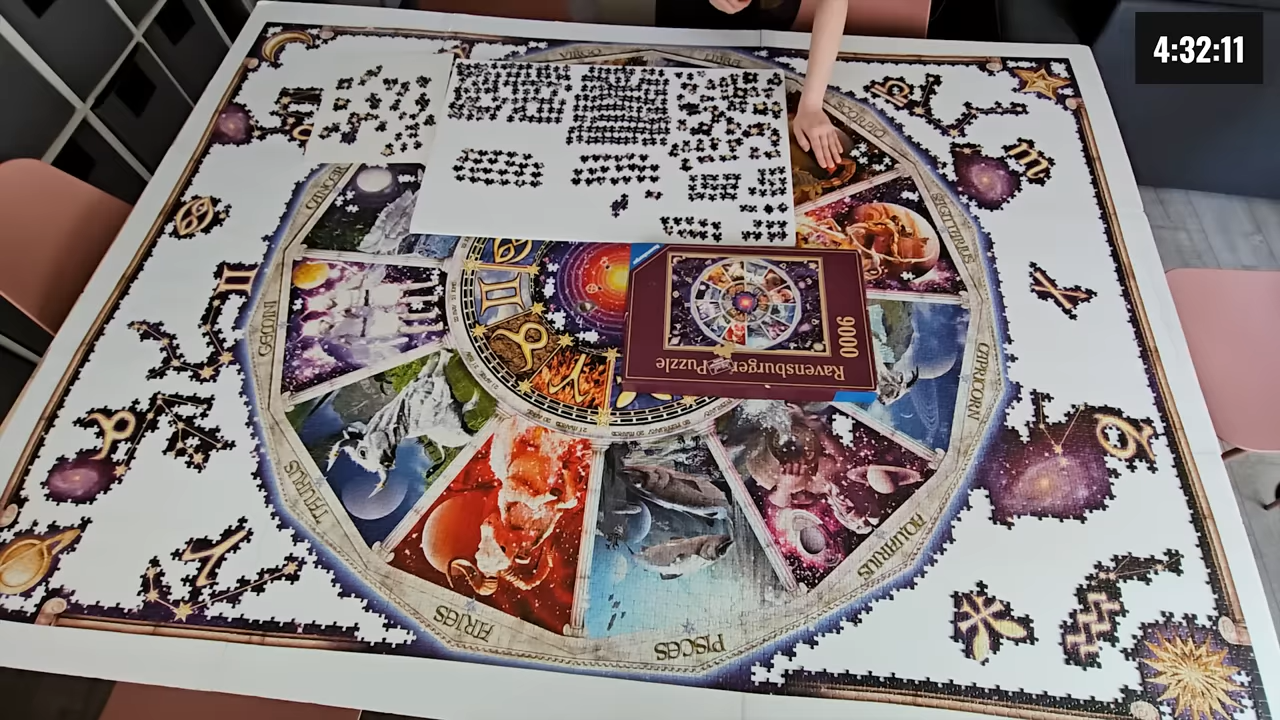 4:32:11
VIRGO
LIBRA
SCORPIO
CANCER
SAGITTARIUS
GEMINI
9000
Ravensburger Puzzle
CAPRICORN
TAURUS
AQUARIUS
ARIES
PISCES